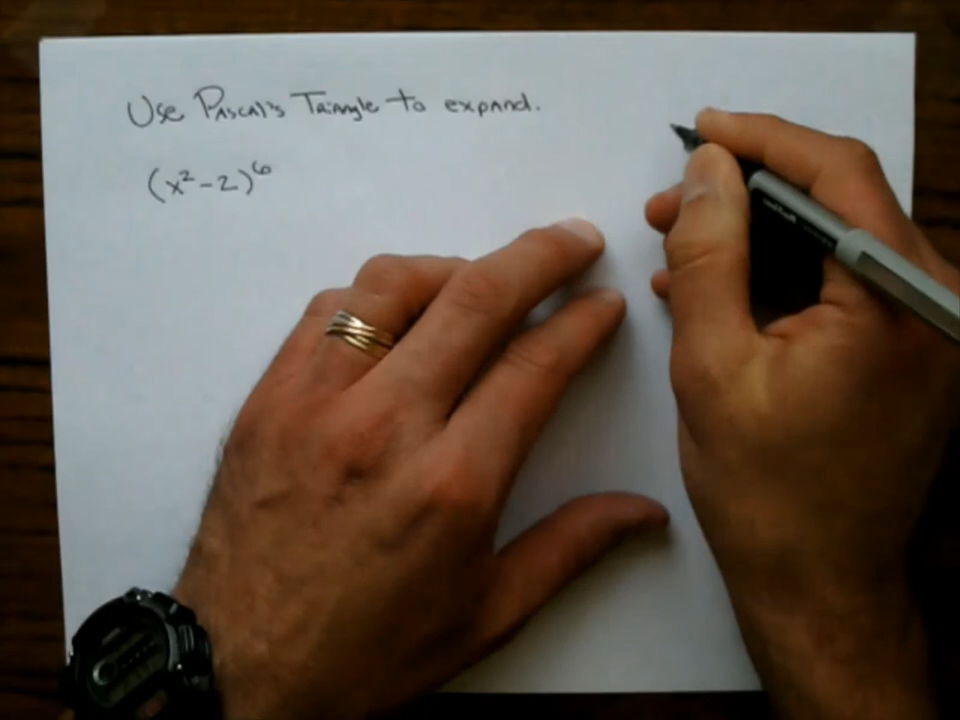 Use Pascal's Triangle to expand.
(x² - 2)⁶